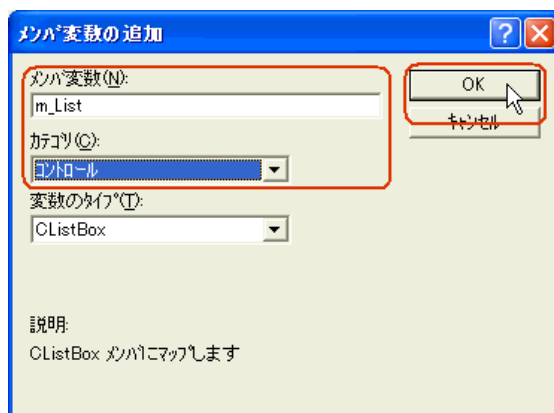 メンバ変数の追加
メンバ変数(N):
m_List
OK
キャンセル
カテゴリ(C):
コントロール
変数のタイプ(T):
CListBox
説明:
CListBox メンバにマップします